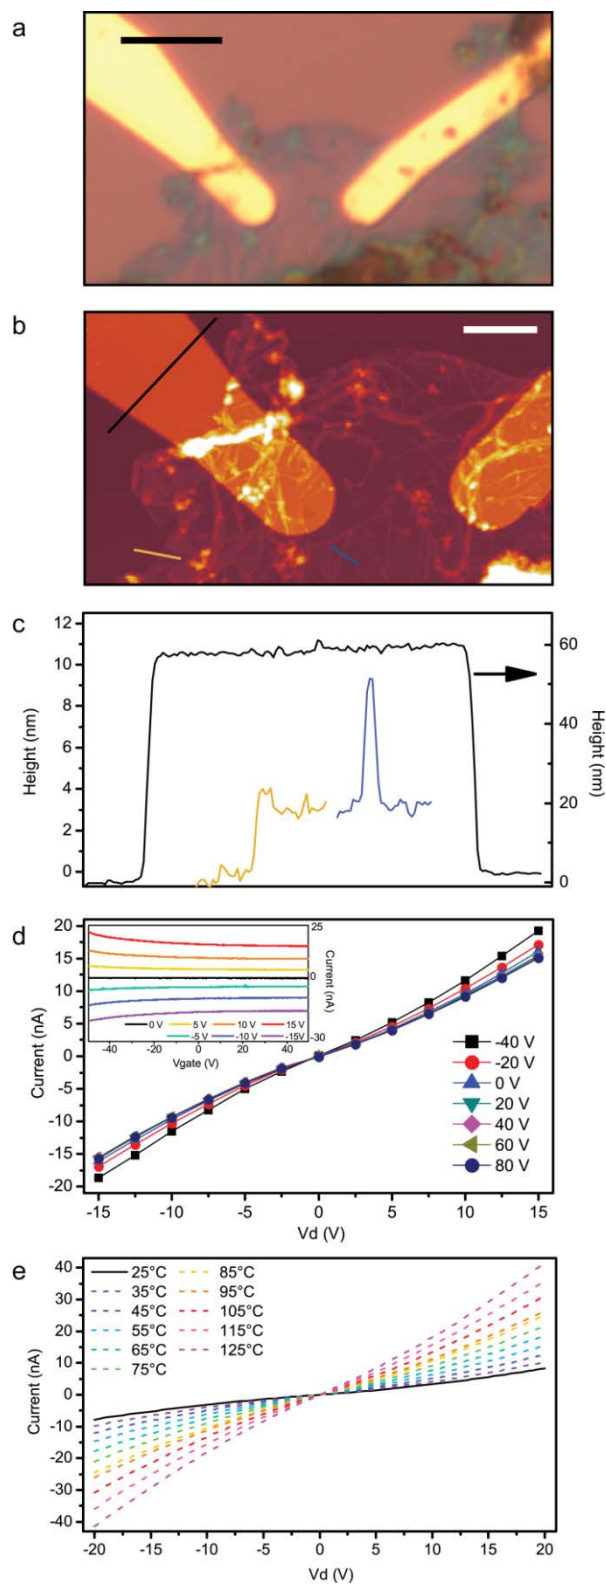 a
b
c
12
10
8
6
4
2
0
Height (nm)
60
40
20
0
Height (nm)
d
20
15
10
5
0
-5
-10
-15
-20
Current (nA)
25
0
-30
Current (nA)
0 V 5 V 10 V 15 V
-5 V -10 V -15V
-40 -20 0 20 40
Vgate (V)
-40 V
-20 V
0 V
20 V
40 V
60 V
80 V
-15 -10 -5 0 5 10 15
Vd (V)
e
40
30
20
10
0
-10
-20
-30
-40
Current (nA)
25°C 85°C
35°C 95°C
45°C 105°C
55°C 115°C
65°C 125°C
75°C
-20 -15 -10 -5 0 5 10 15 20
Vd (V)